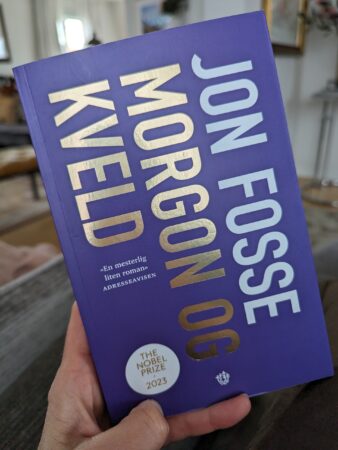 JON FOSSE
MORGON OG
KVELD
«En mesterlig
liten roman»
ADRESSEAVISEN
THE
NOBEL
PRIZE
2023